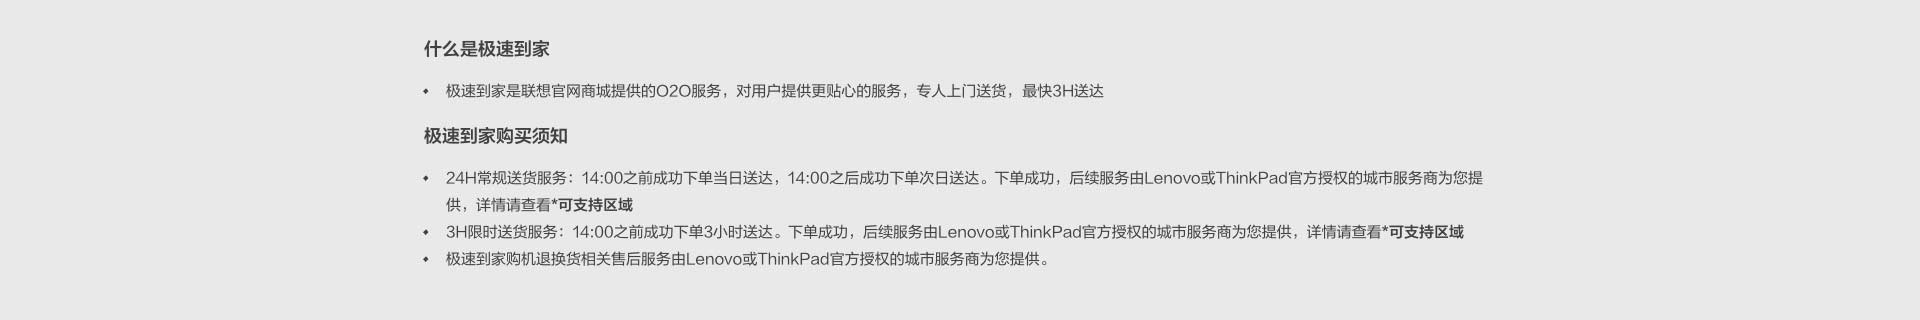 什么是极速到家
极速到家是联想官网商城提供的O2O服务，对用户提供更贴心的服务，专人上门送货，最快3H送达
极速到家购买须知
24H常规送货服务：14:00之前成功下单当日送达，14:00之后成功下单次日送达。下单成功，后续服务由Lenovo或ThinkPad官方授权的城市服务商为您提
供，详情请查看*可支持区域
3H限时送货服务：14:00之前成功下单3小时送达。下单成功，后续服务由Lenovo或ThinkPad官方授权的城市服务商为您提供，详情请查看*可支持区域
极速到家购机退换货相关售后服务由Lenovo或ThinkPad官方授权的城市服务商为您提供。